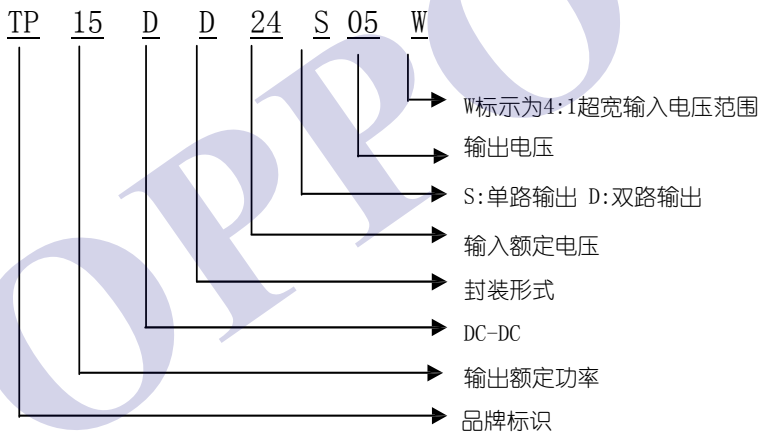 TP 15 D D 24 S 05 W
W标示为4:1超宽输入电压范围
输出电压
S:单路输出 D:双路输出
输入额定电压
封装形式
DC-DC
输出额定功率
品牌标识
OPPO